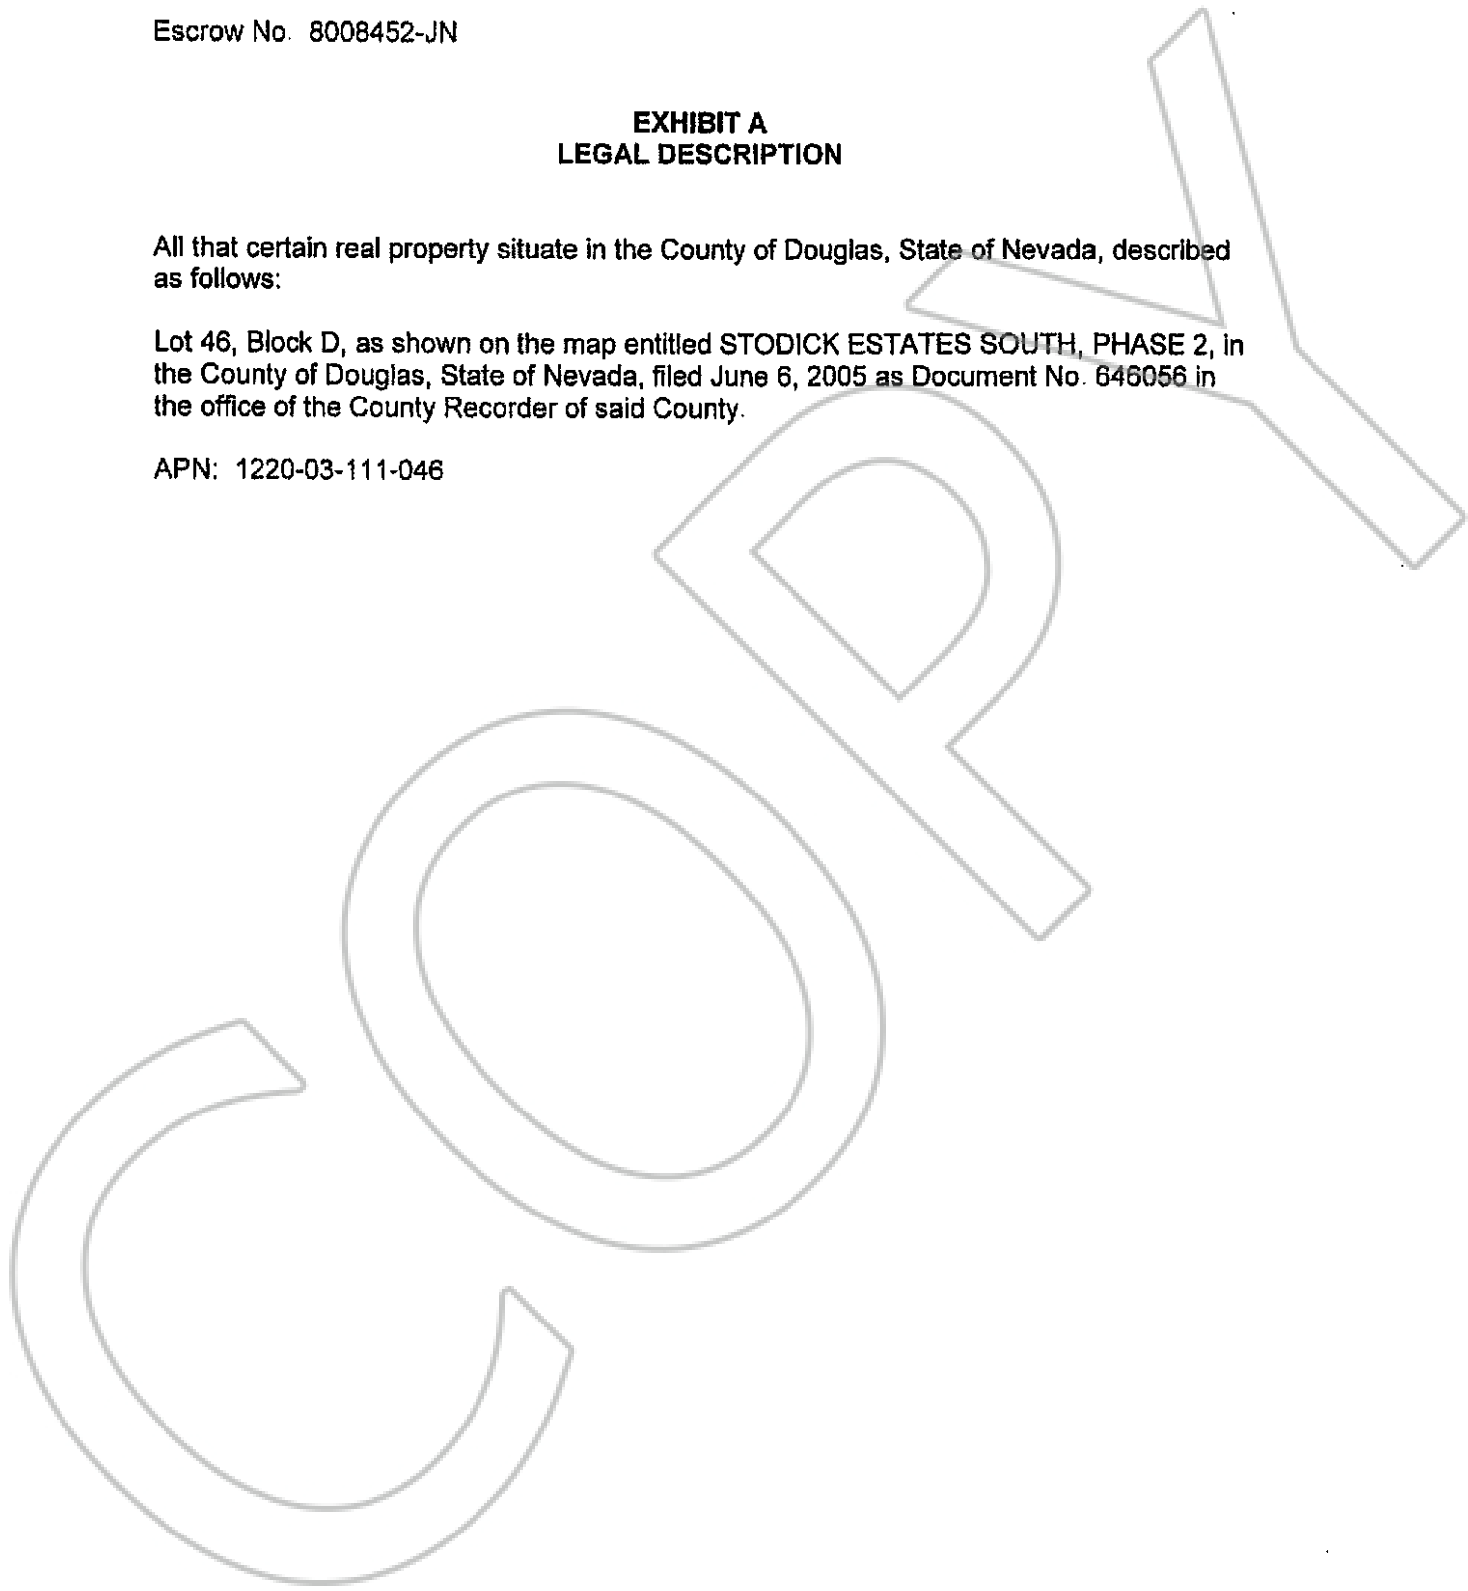 Escrow No. 8008452-JN
EXHIBIT A
LEGAL DESCRIPTION
All that certain real property situate in the County of Douglas, State of Nevada, described
as follows:
Lot 46, Block D, as shown on the map entitled STODICK ESTATES SOUTH, PHASE 2, in
the County of Douglas, State of Nevada, filed June 6, 2005 as Document No. 646056 in
the office of the County Recorder of said County.
APN: 1220-03-111-046
COPY